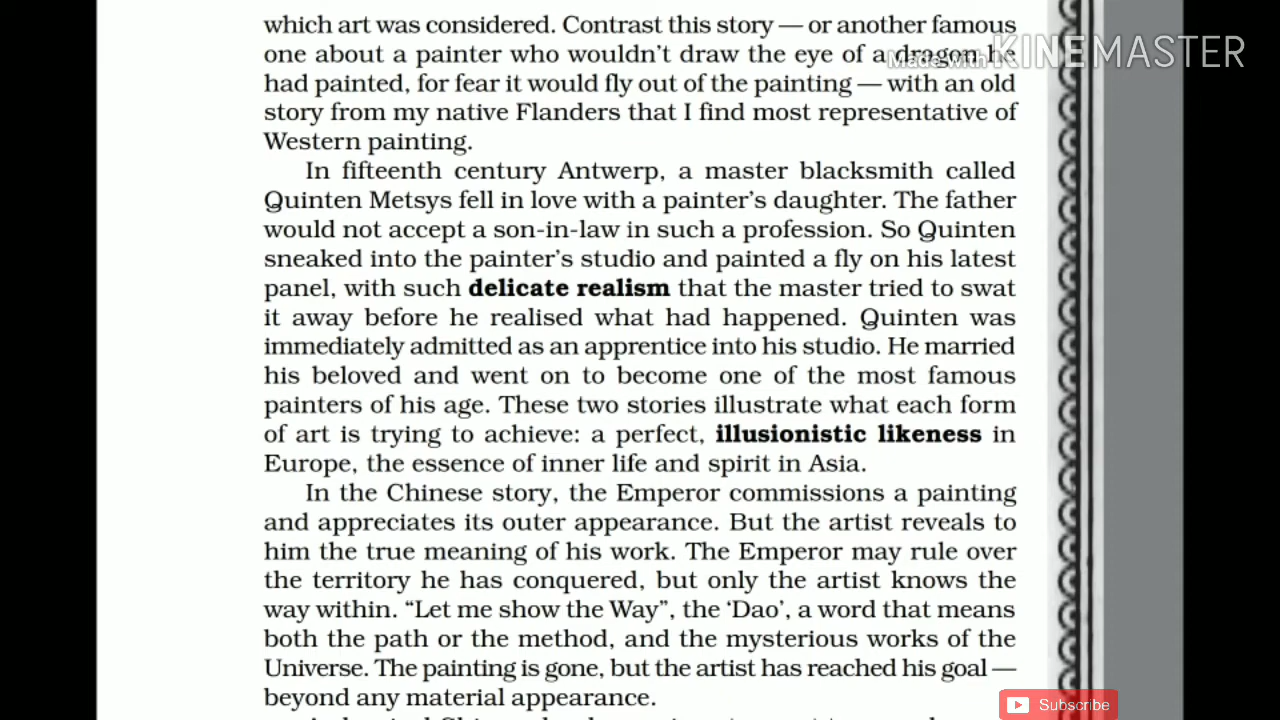 which art was considered. Contrast this story — or another famous
one about a painter who wouldn't draw the eye of a dragon he
Made with KINEMASTER
had painted, for fear it would fly out of the painting — with an old
story from my native Flanders that I find most representative of
Western painting.
In fifteenth century Antwerp, a master blacksmith called
Quinten Metsys fell in love with a painter's daughter. The father
would not accept a son-in-law in such a profession. So Quinten
sneaked into the painter's studio and painted a fly on his latest
panel, with such delicate realism that the master tried to swat
it away before he realised what had happened. Quinten was
immediately admitted as an apprentice into his studio. He married
his beloved and went on to become one of the most famous
painters of his age. These two stories illustrate what each form
of art is trying to achieve: a perfect, illusionistic likeness in
Europe, the essence of inner life and spirit in Asia.
In the Chinese story, the Emperor commissions a painting
and appreciates its outer appearance. But the artist reveals to
him the true meaning of his work. The Emperor may rule over
the territory he has conquered, but only the artist knows the
way within. “Let me show the Way”, the ‘Dao’, a word that means
both the path or the method, and the mysterious works of the
Universe. The painting is gone, but the artist has reached his goal —
beyond any material appearance.
Subscribe